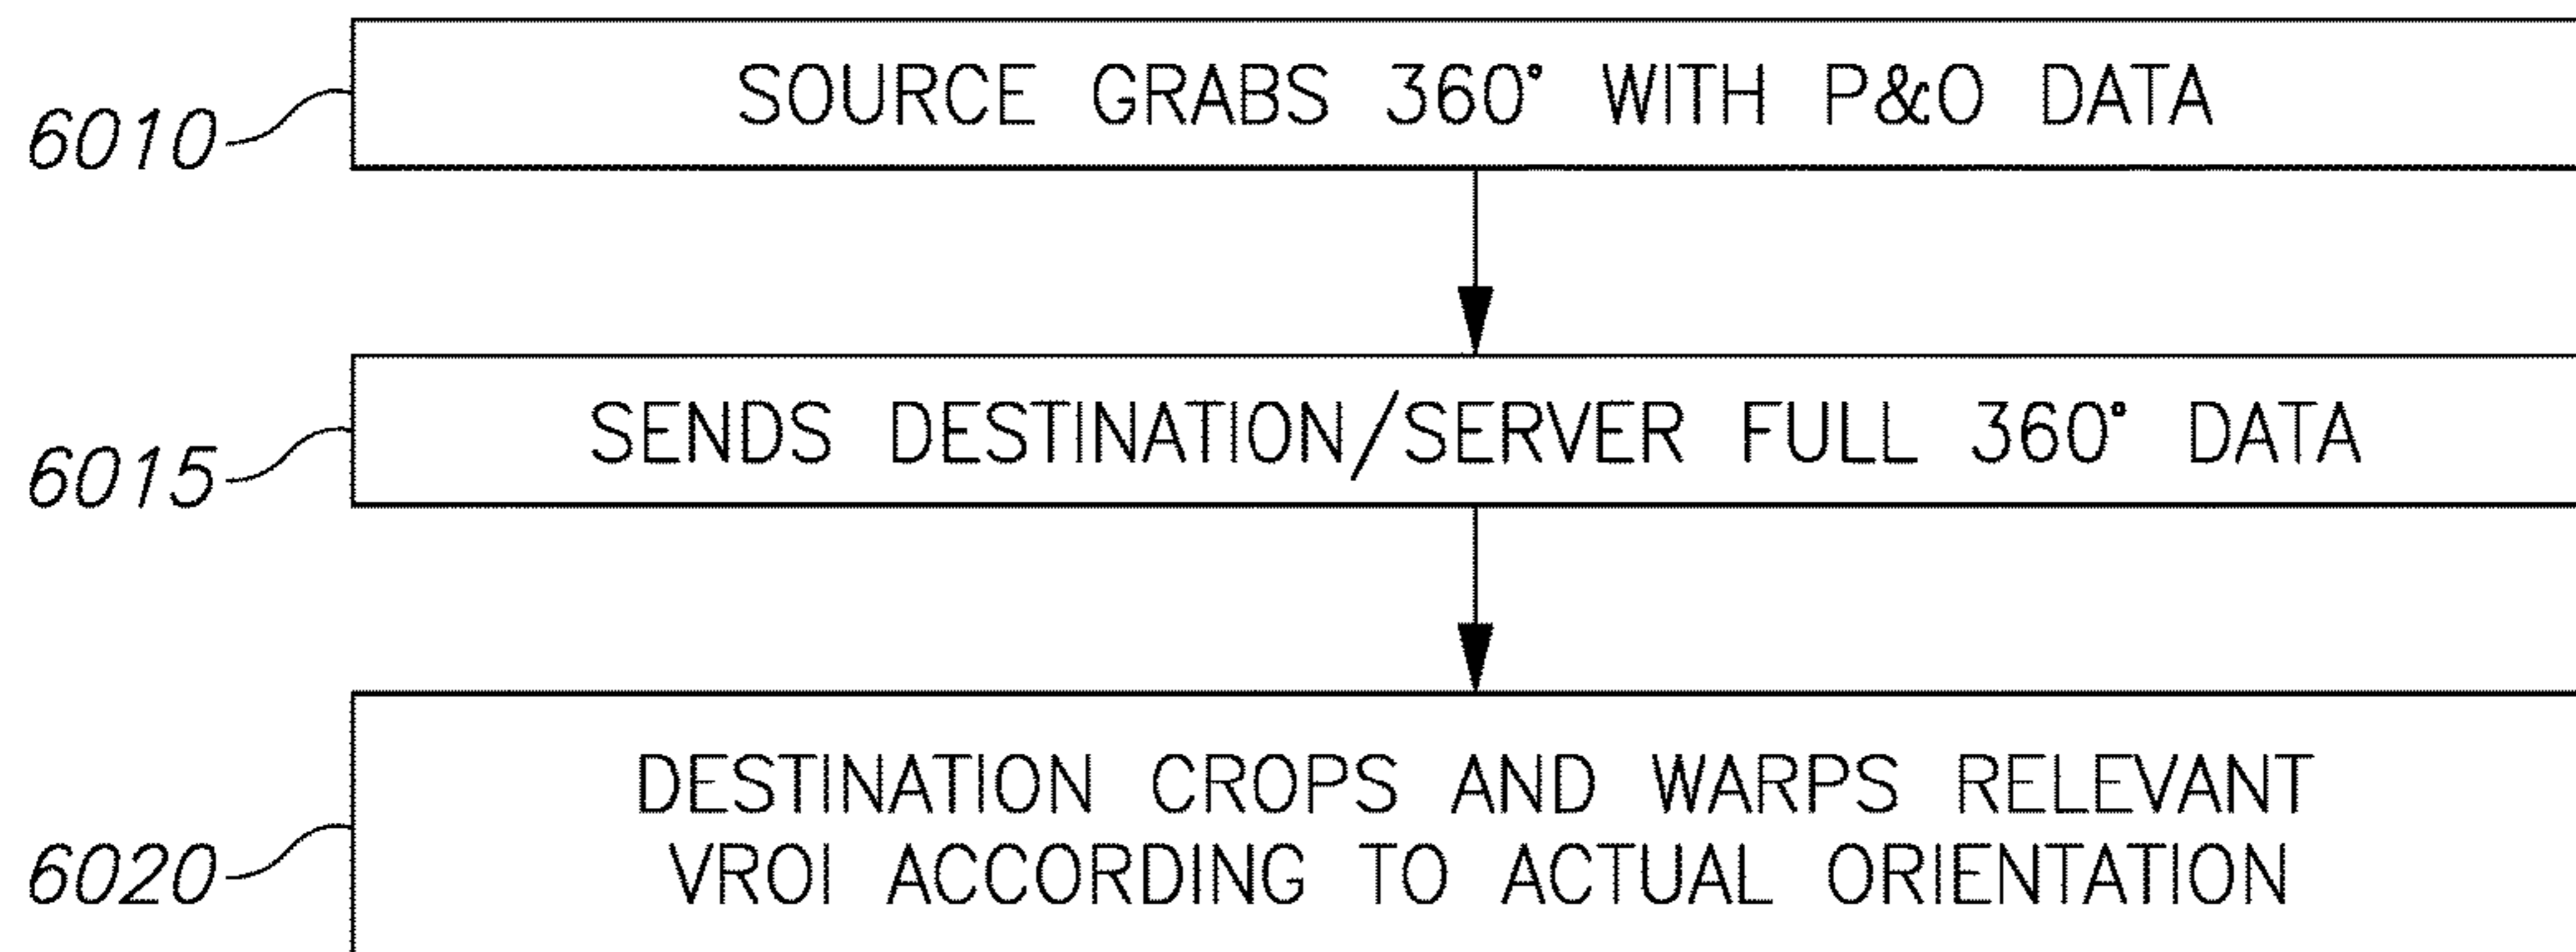 6010 SOURCE GRABS 360° WITH P&O DATA
6015 SENDS DESTINATION/SERVER FULL 360° DATA
DESTINATION CROPS AND WARPS RELEVANT
6020 VROI ACCORDING TO ACTUAL ORIENTATION